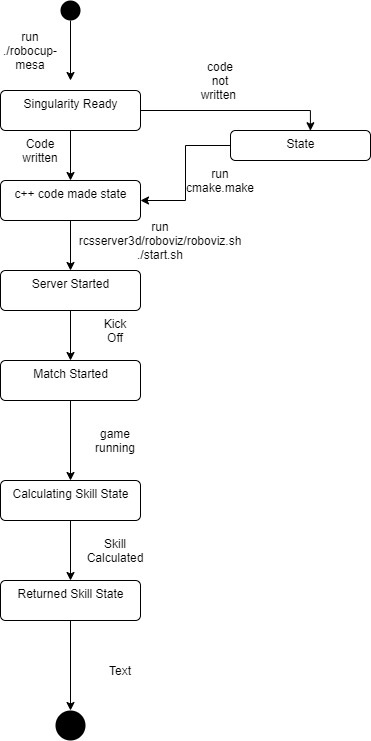 run
./robocup-
mesa
code
not
written
Singularity Ready
Code
written
State
run
cmake.make
c++ code made state
run
rcsserver3d/roboviz/roboviz.sh
./start.sh
Server Started
Kick
Off
Match Started
game
running
Calculating Skill State
Skill
Calculated
Returned Skill State
Text